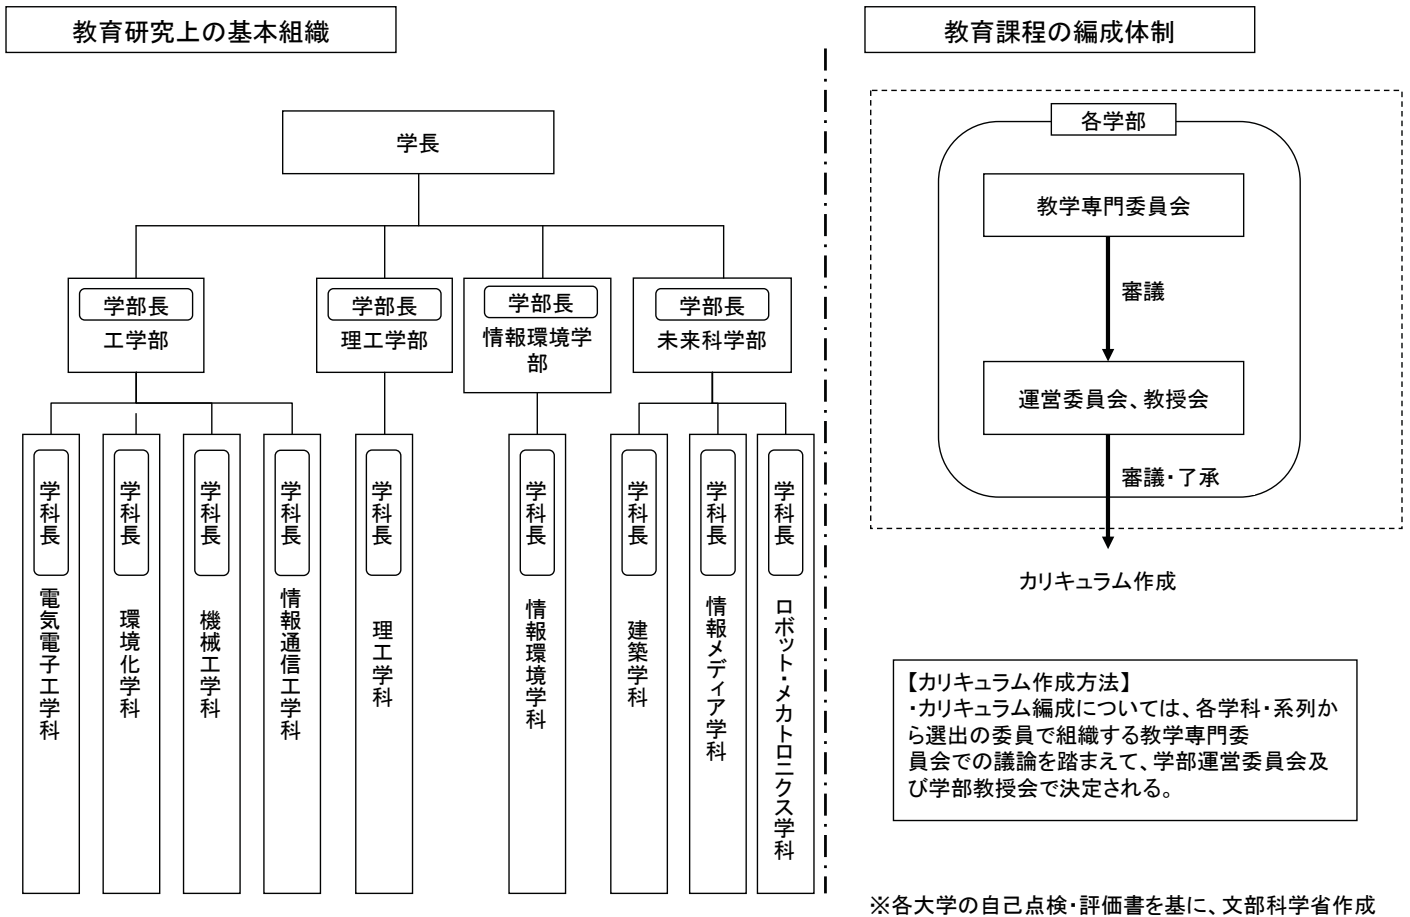 教育研究上の基本組織
学長
学部長
工学部
学部長
理工学部
学部長
情報環境学
部
学部長
未来科学部
学科長
電気電子工学科
学科長
環境化学科
学科長
機械工学科
学科長
情報通信工学科
学科長
理工学科
学科長
情報環境学科
学科長
建築学科
学科長
情報メディア学科
学科長
ロボット・メカトロニクス学科
教育課程の編成体制
各学部
教学専門委員会
審議
運営委員会、教授会
審議・了承
カリキュラム作成
【カリキュラム作成方法】
・カリキュラム編成については、各学科・系列か
ら選出の委員で組織する教学専門委
員会での議論を踏まえて、学部運営委員会及
び学部教授会で決定される。
※各大学の自己点検・評価書を基に、文部科学省作成